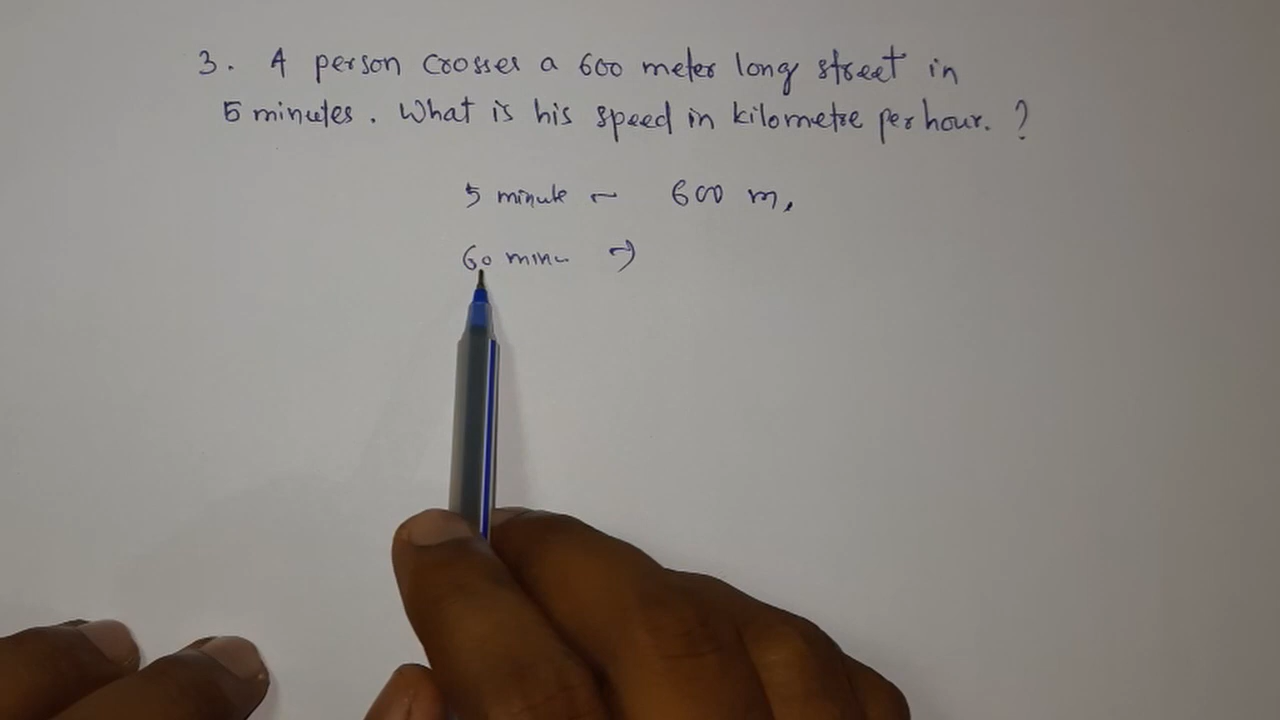 3. A person crosses a 600 meter long street in
5 minutes. What is his speed in kilometre per hour. ?
5 minute ~ 600 m,
60 minu →